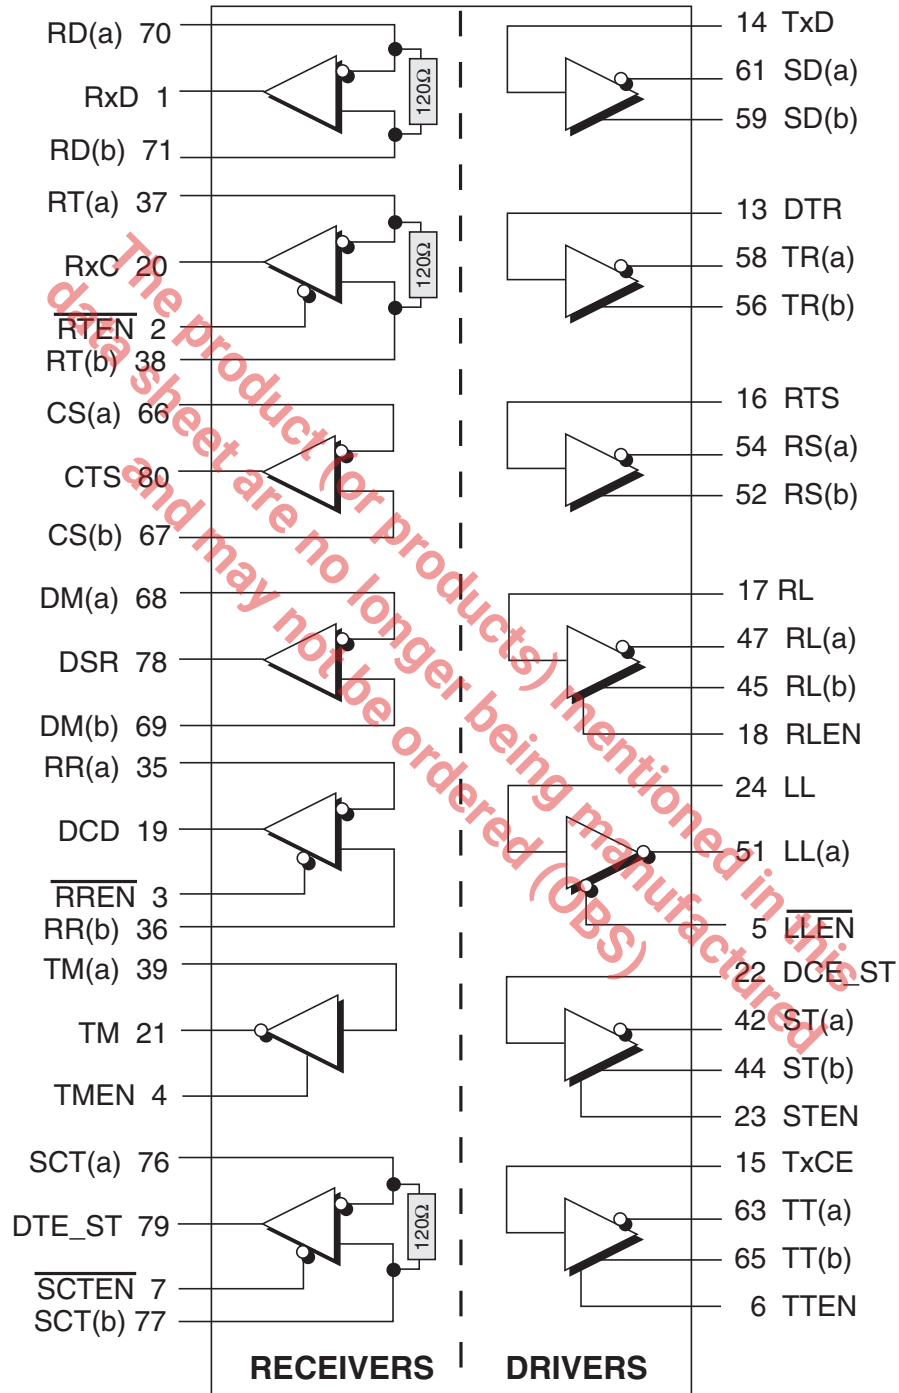 RD(a) 70
RxD 1
RD(b) 71
120Ω
RT(a) 37
RxC 20
RTEN 2
RT(b) 38
120Ω
CS(a) 66
CTS 80
CS(b) 67
DM(a) 68
DSR 78
DM(b) 69
RR(a) 35
DCD 19
RREN 3
RR(b) 36
TM(a) 39
TM 21
TMEN 4
SCT(a) 76
DTE_ST 79
SCTEN 7
SCT(b) 77
120Ω
RECEIVERS
14 TxD
61 SD(a)
59 SD(b)
13 DTR
58 TR(a)
56 TR(b)
16 RTS
54 RS(a)
52 RS(b)
17 RL
47 RL(a)
45 RL(b)
18 RLEN
24 LL
51 LL(a)
5 LLEN
22 DCE_ST
42 ST(a)
44 ST(b)
23 STEN
15 TxCE
63 TT(a)
65 TT(b)
6 TTEN
DRIVERS
The product (or products) mentioned in this
data sheet are no longer being manufactured
and may not be ordered (OBS)